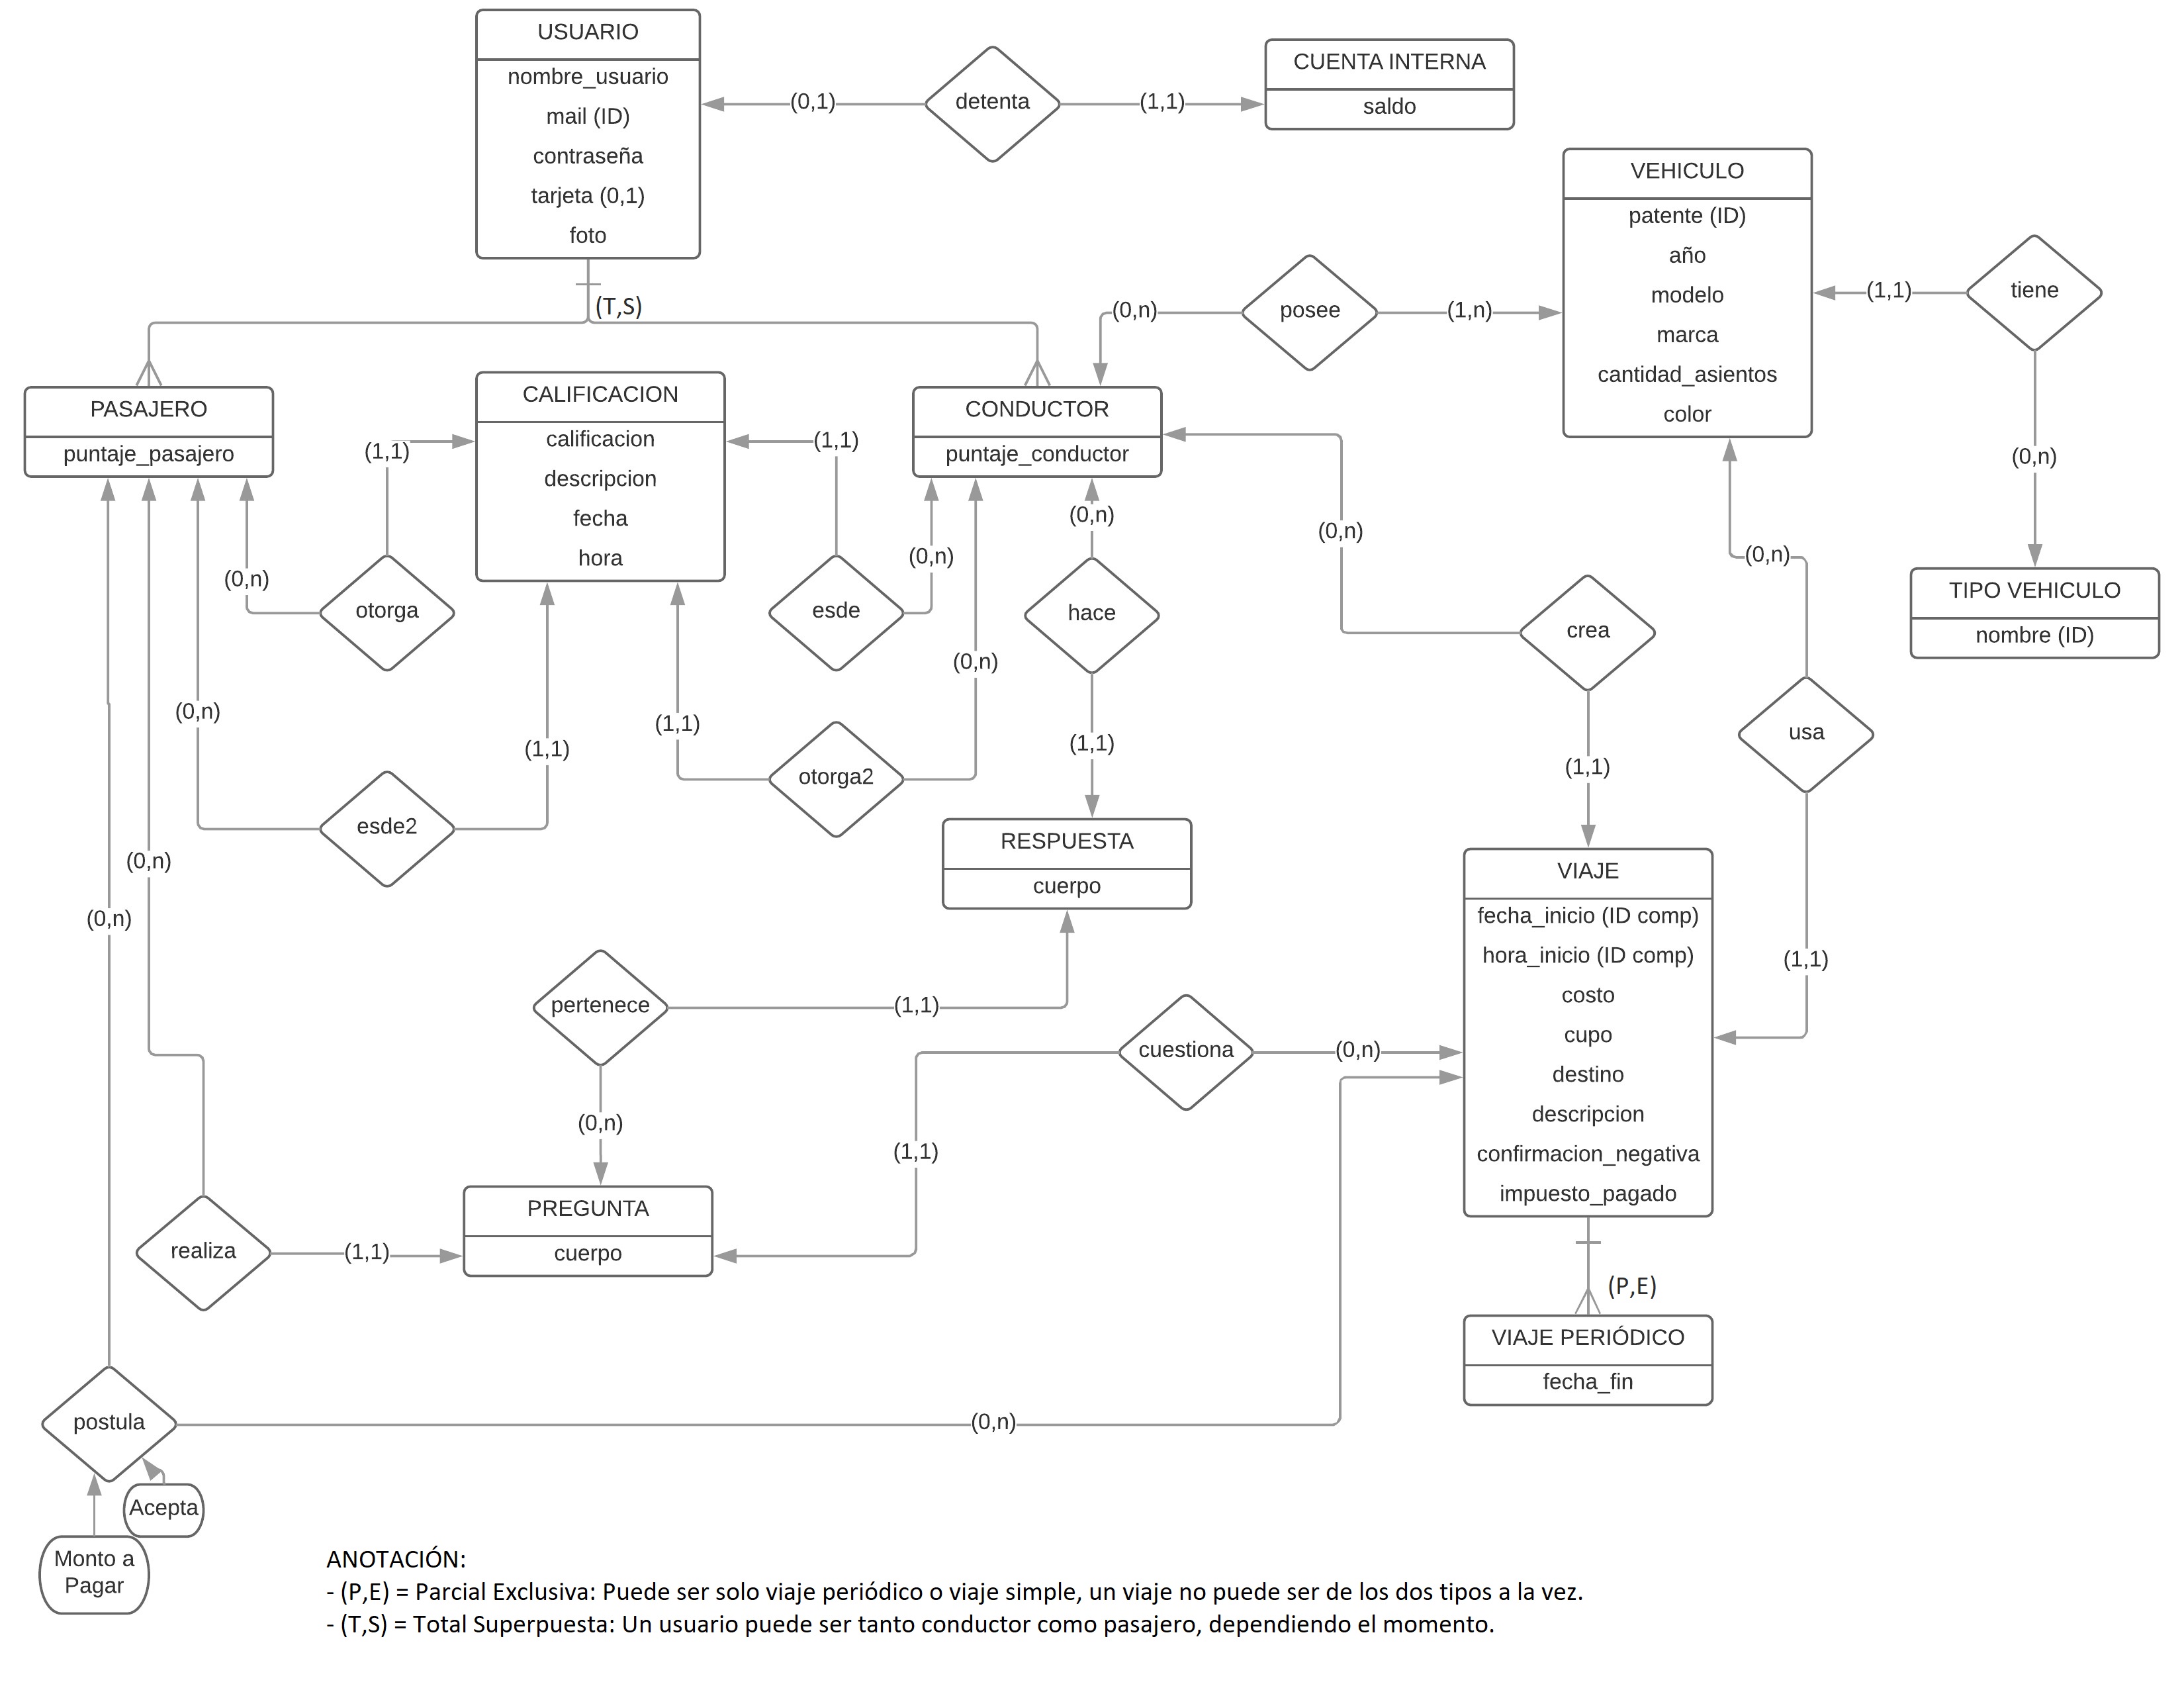 USUARIO
nombre_usuario
mail (ID)
contraseña
tarjeta (0,1)
foto
(0,1)
detenta
(1,1)
CUENTA INTERNA
saldo
VEHICULO
patente (ID)
año
modelo
marca
cantidad_asientos
color
(1,1)
tiene
(0,n)
TIPO VEHICULO
nombre (ID)
(T,S)
(0,n)
posee
(1,n)
PASAJERO
puntaje_pasajero
CALIFICACION
calificacion
descripcion
fecha
hora
CONDUCTOR
puntaje_conductor
(1,1)
(1,1)
(0,n)
otorga
esde
(0,n)
(0,n)
hace
(0,n)
crea
(0,n)
(0,n)
(0,n)
esde2
(1,1)
(1,1)
otorga2
(1,1)
(1,1)
usa
(1,1)
RESPUESTA
cuerpo
(0,n)
(0,n)
VIAJE
fecha_inicio (ID comp)
hora_inicio (ID comp)
costo
cupo
destino
descripcion
confirmacion_negativa
impuesto_pagado
pertenece
(1,1)
cuestiona
(0,n)
(0,n)
(1,1)
PREGUNTA
cuerpo
realiza
(1,1)
(P,E)
VIAJE PERIÓDICO
fecha_fin
postula
(0,n)
Acepta
Monto a
Pagar
ANOTACIÓN:
- (P,E) = Parcial Exclusiva: Puede ser solo viaje periódico o viaje simple, un viaje no puede ser de los dos tipos a la vez.
- (T,S) = Total Superpuesta: Un usuario puede ser tanto conductor como pasajero, dependiendo el momento.